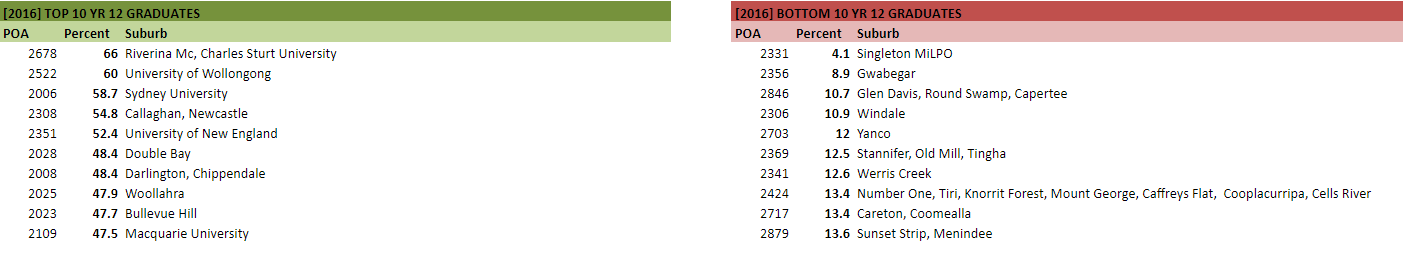 [2016] TOP 10 YR 12 GRADUATES
POA Percent Suburb
2678 66 Riverina Mc, Charles Sturt University
2522 60 University of Wollongong
2006 58.7 Sydney University
2308 54.8 Callaghan, Newcastle
2351 52.4 University of New England
2028 48.4 Double Bay
2008 48.4 Darlington, Chippendale
2025 47.9 Woollahra
2023 47.7 Bullevue Hill
2109 47.5 Macquarie University
[2016] BOTTOM 10 YR 12 GRADUATES
POA Percent Suburb
2331 4.1 Singleton MiLPO
2356 8.9 Gwabegar
2846 10.7 Glen Davis, Round Swamp, Capertee
2306 10.9 Windale
2703 12 Yanco
2369 12.5 Stannifer, Old Mill, Tingha
2341 12.6 Werris Creek
2424 13.4 Number One, Tiri, Knorrit Forest, Mount George, Caffreys Flat, Cooplacurripa, Cells River
2717 13.4 Careton, Coomealla
2879 13.6 Sunset Strip, Menindee